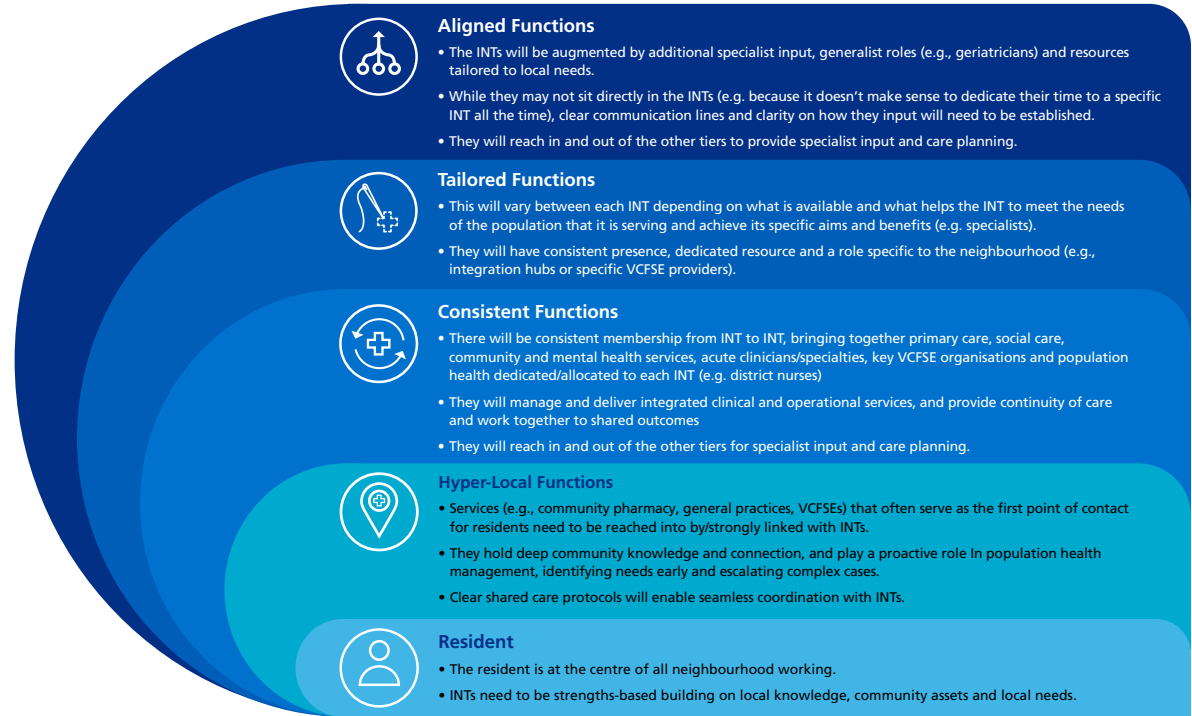 Aligned Functions
• The INTs will be augmented by additional specialist input, generalist roles (e.g., geriatricians) and resources
tailored to local needs.
• While they may not sit directly in the INTs (e.g. because it doesn’t make sense to dedicate their time to a specific
INT all the time), clear communication lines and clarity on how they input will need to be established.
• They will reach in and out of the other tiers to provide specialist input and care planning.
Tailored Functions
• This will vary between each INT depending on what is available and what helps the INT to meet the needs
of the population that it is serving and achieve its specific aims and benefits (e.g. specialists).
• They will have consistent presence, dedicated resource and a role specific to the neighbourhood (e.g.,
integration hubs or specific VCFSE providers).
Consistent Functions
• There will be consistent membership from INT to INT, bringing together primary care, social care,
community and mental health services, acute clinicians/specialties, key VCFSE organisations and population
health dedicated/allocated to each INT (e.g. district nurses)
• They will manage and deliver integrated clinical and operational services, and provide continuity of care
and work together to shared outcomes
• They will reach in and out of the other tiers for specialist input and care planning.
Hyper-Local Functions
• Services (e.g., community pharmacy, general practices, VCFSEs) that often serve as the first point of contact
for residents need to be reached into by/strongly linked with INTs.
• They hold deep community knowledge and connection, and play a proactive role In population health
management, identifying needs early and escalating complex cases.
• Clear shared care protocols will enable seamless coordination with INTs.
Resident
• The resident is at the centre of all neighbourhood working.
• INTs need to be strengths-based building on local knowledge, community assets and local needs.